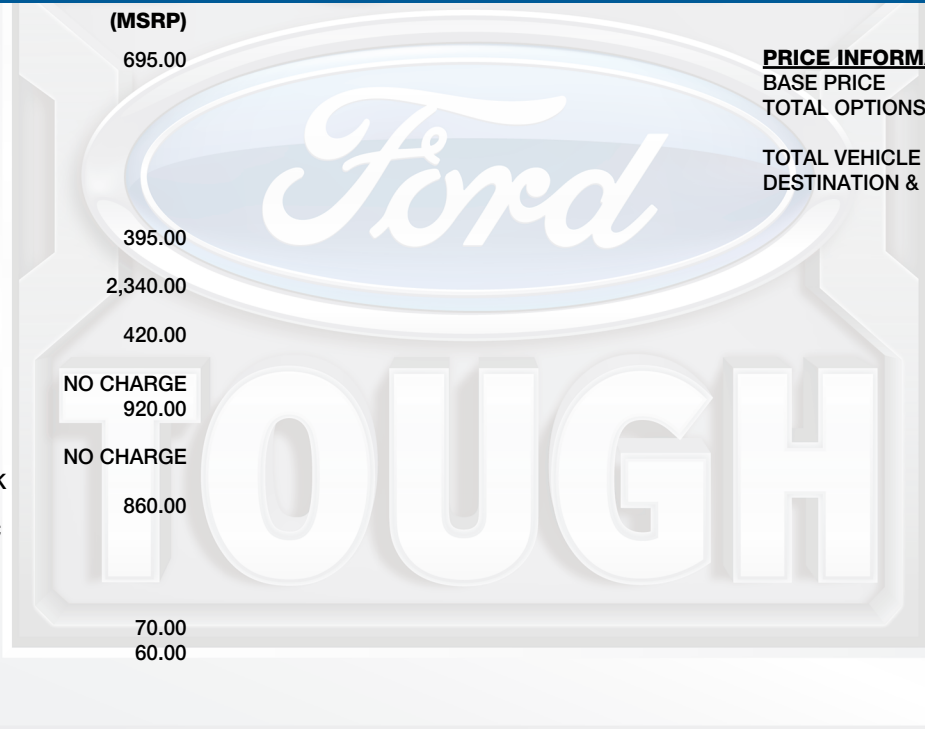 (MSRP)
695.00
395.00
2,340.00
420.00
NO CHARGE
920.00
NO CHARGE
860.00
70.00
60.00
PRICE INFORM
BASE PRICE
TOTAL OPTIONS
TOTAL VEHICLE
DESTINATION &
Ford
TOUGH